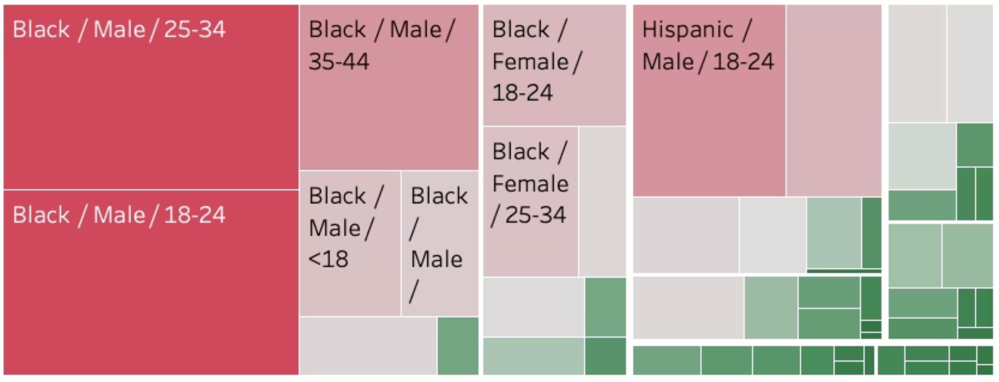 Black / Male / 25-34
Black / Male / 18-24
Black / Male /
35-44
Black /
Male /
<18
Black
/
Male
/
Black /
Female /
18-24
Black /
Female
/ 25-34
Hispanic /
Male / 18-24